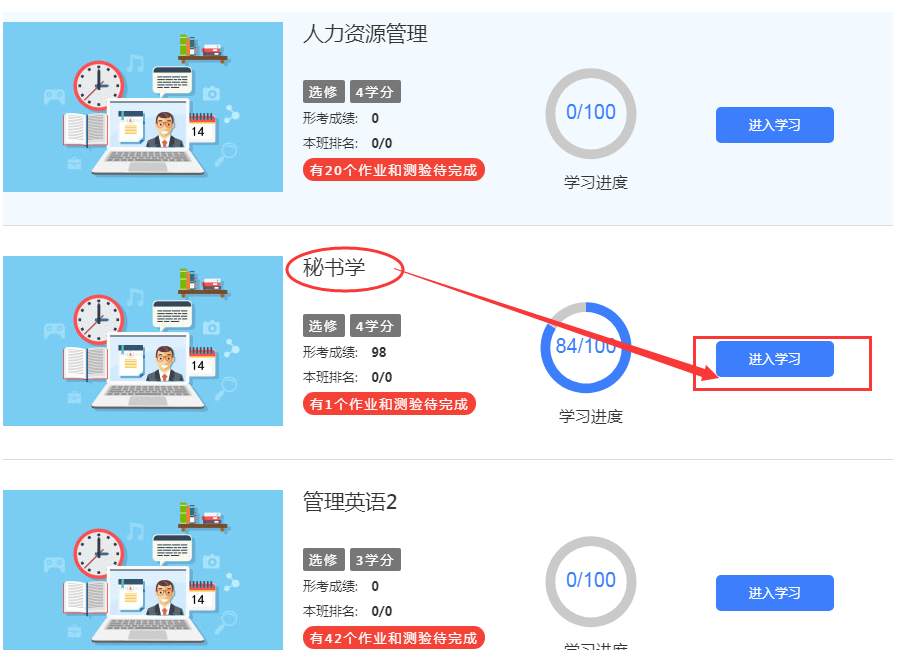 人力资源管理
14
选修 4学分
形考成绩: 0
本班排名: 0/0
有20个作业和测验待完成
0/100
学习进度
进入学习
秘书学
14
选修 4学分
形考成绩: 98
本班排名: 0/0
有1个作业和测验待完成
84/100
学习进度
进入学习
管理英语2
14
选修 3学分
形考成绩: 0
本班排名: 0/0
有42个作业和测验待完成
0/100
学习进度
进入学习